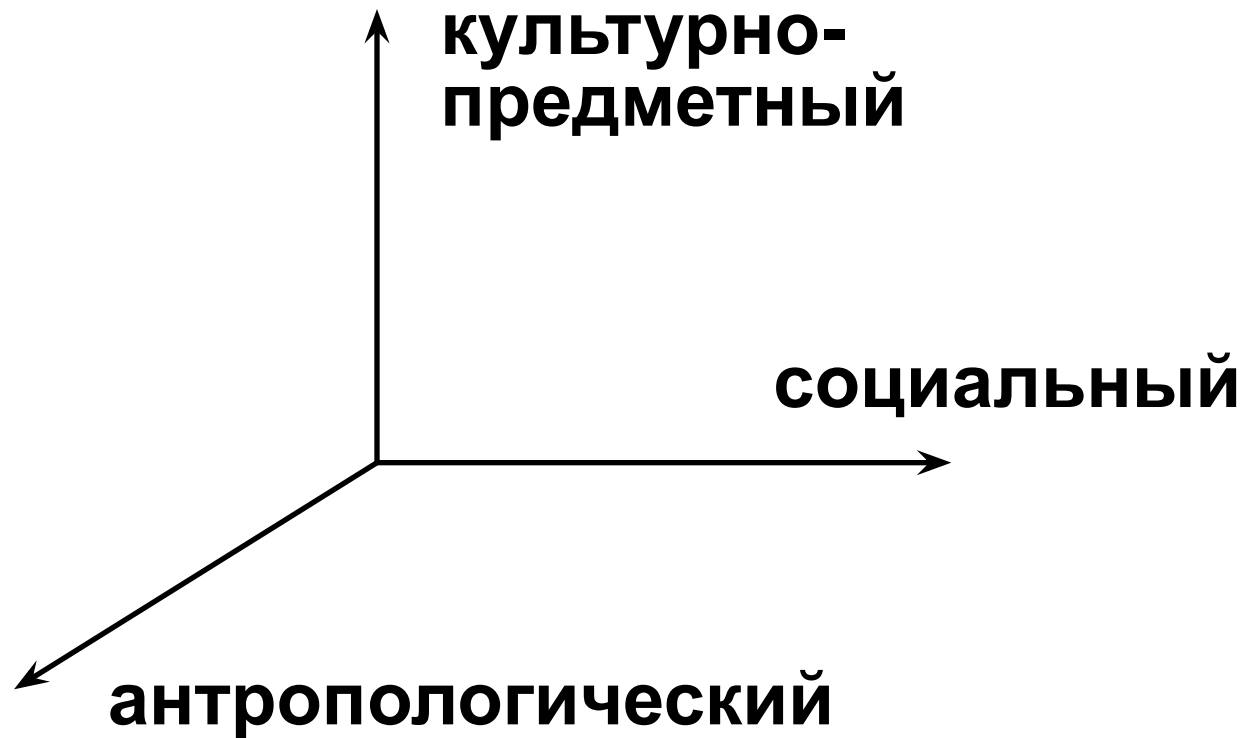 культурно-
предметный
социальный
антропологический